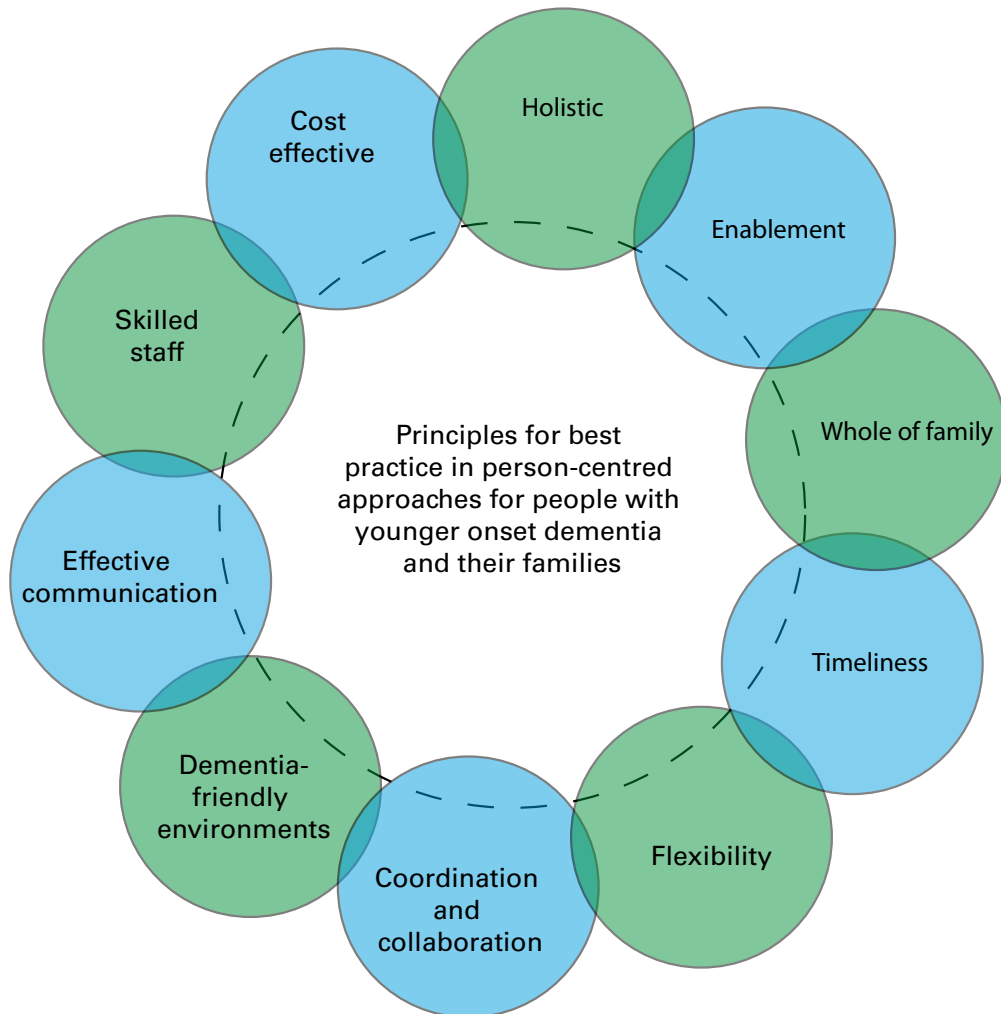 Holistic
Cost
effective
Enablement
Skilled
staff
Whole of family
Principles for best
practice in person-centred
approaches for people with
younger onset dementia
and their families
Effective
communication
Timeliness
Dementia-
friendly
environments
Flexibility
Coordination
and
collaboration